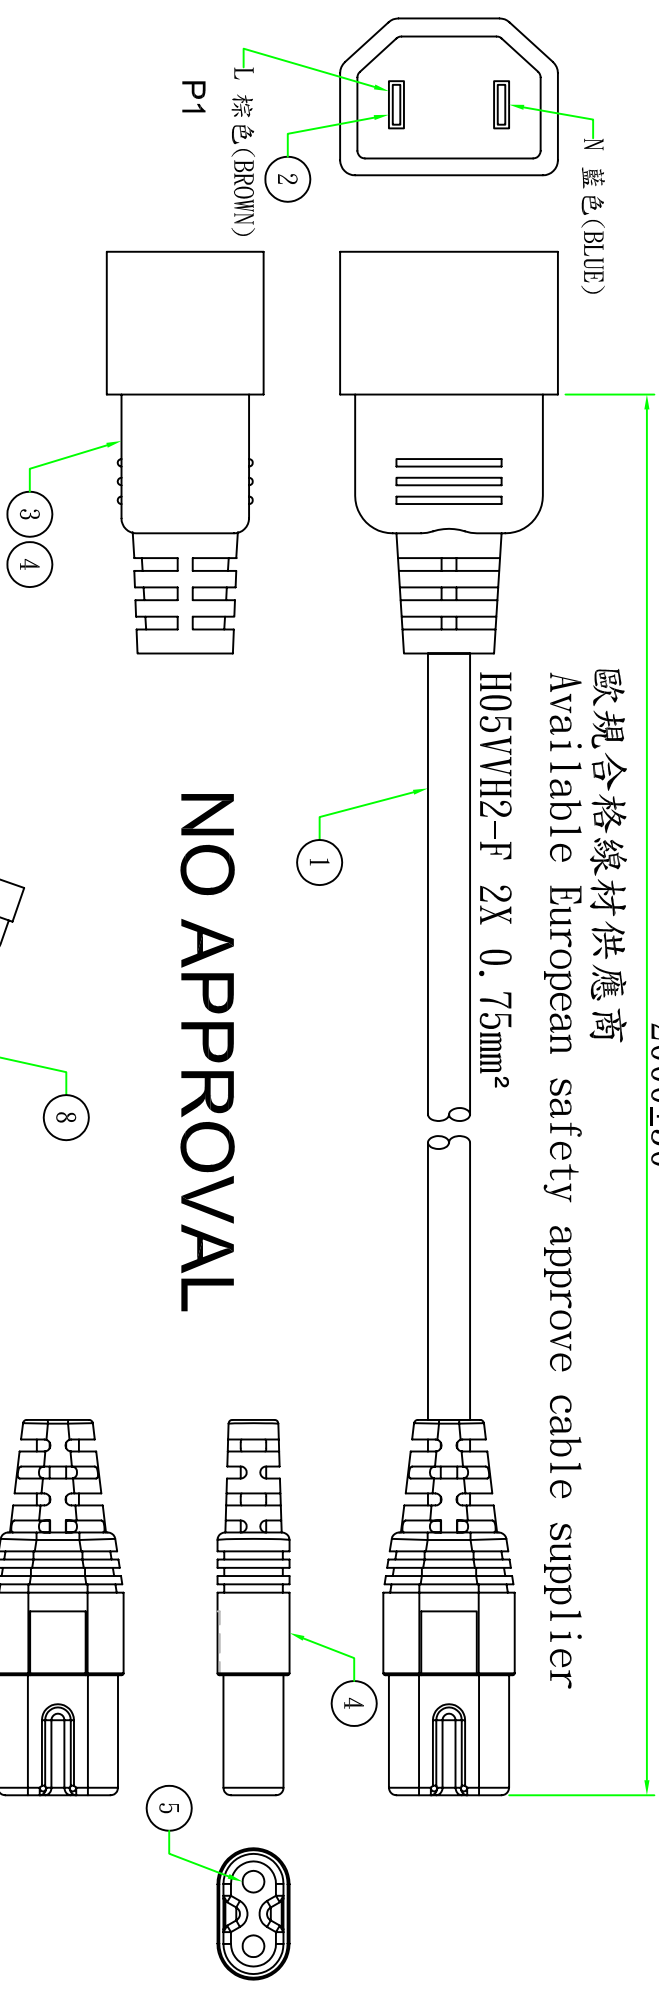 N 藍色(BLUE)
L 棕色(BROWN)
P1
2
3
4
歐規合格線材供應商
Available European safety approve cable supplier
H05VVH2-F 2X 0.75mm²
1
NO APPROVAL
8
4
5